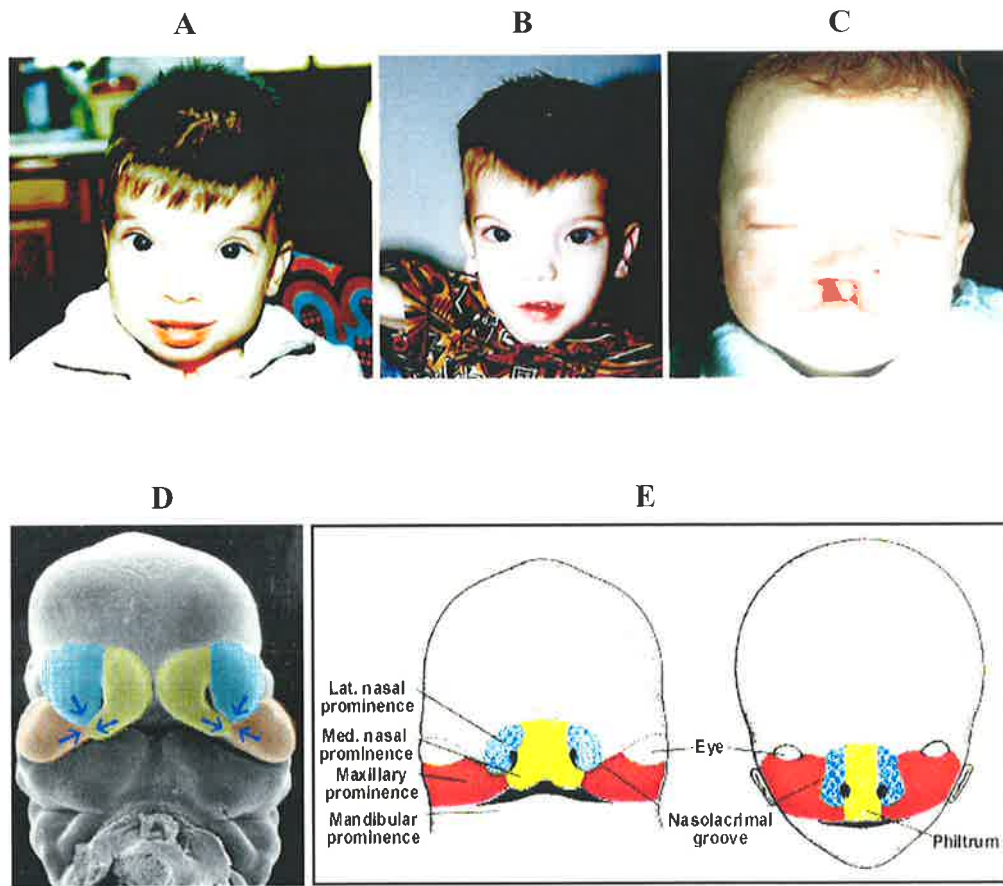 A
B
C
D
E
Lat. nasal
prominence
Med. nasal
prominence
Maxillary
prominence
Mandibular
prominence
Eye
Nasolacrimal
groove
Philtrum